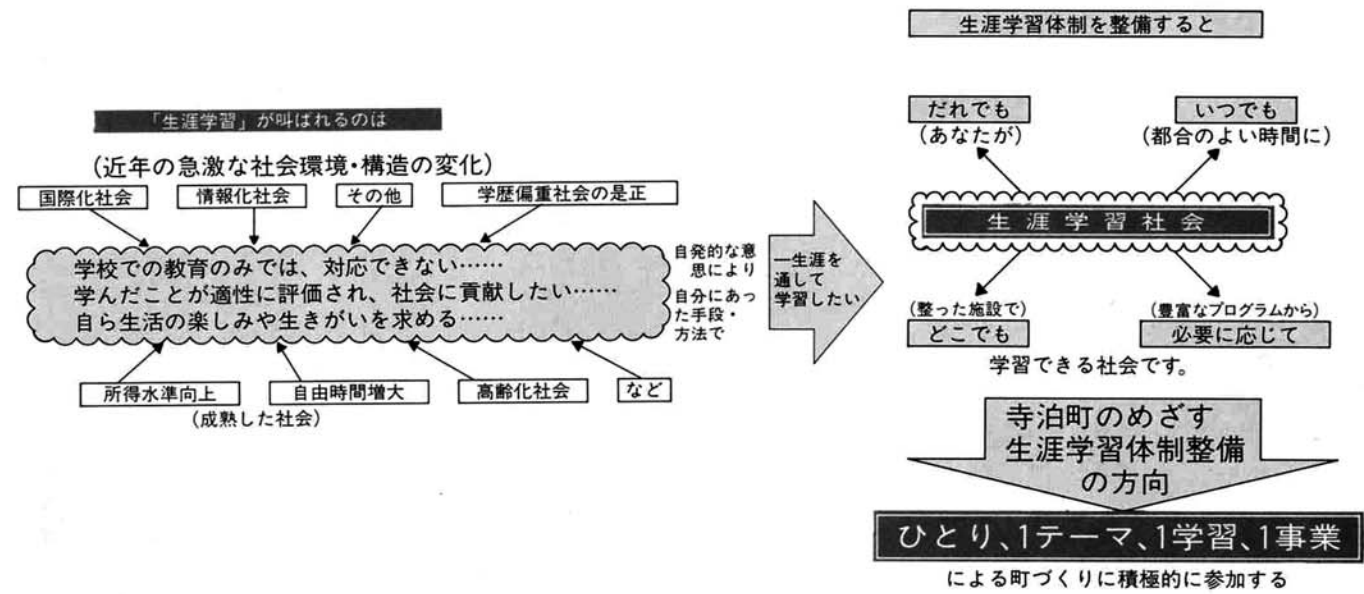 「生涯学習」が叫ばれるのは
(近年の急激な社会環境・構造の変化)
国際化社会
情報化社会
その他
学歴偏重社会の是正
学校での教育のみでは、対応できない……
学んだことが適性に評価され、社会に貢献したい……
自ら生活の楽しみや生きがいを求める……
所得水準向上
自由時間増大
高齢化社会
など
(成熟した社会)
自発的な意
思により
自分にあっ
た手段・
方法で
一生涯を
通して
学習したい
生涯学習体制を整備すると
だれでも
(あなたが)
いつでも
(都合のよい時間に)
生涯学習社会
(整った施設で)
どこでも
(豊富なプログラムから)
必要に応じて
学習できる社会です。
寺泊町のめざす
生涯学習体制整備
の方向
ひとり、1テーマ、1学習、1事業
による町づくりに積極的に参加する